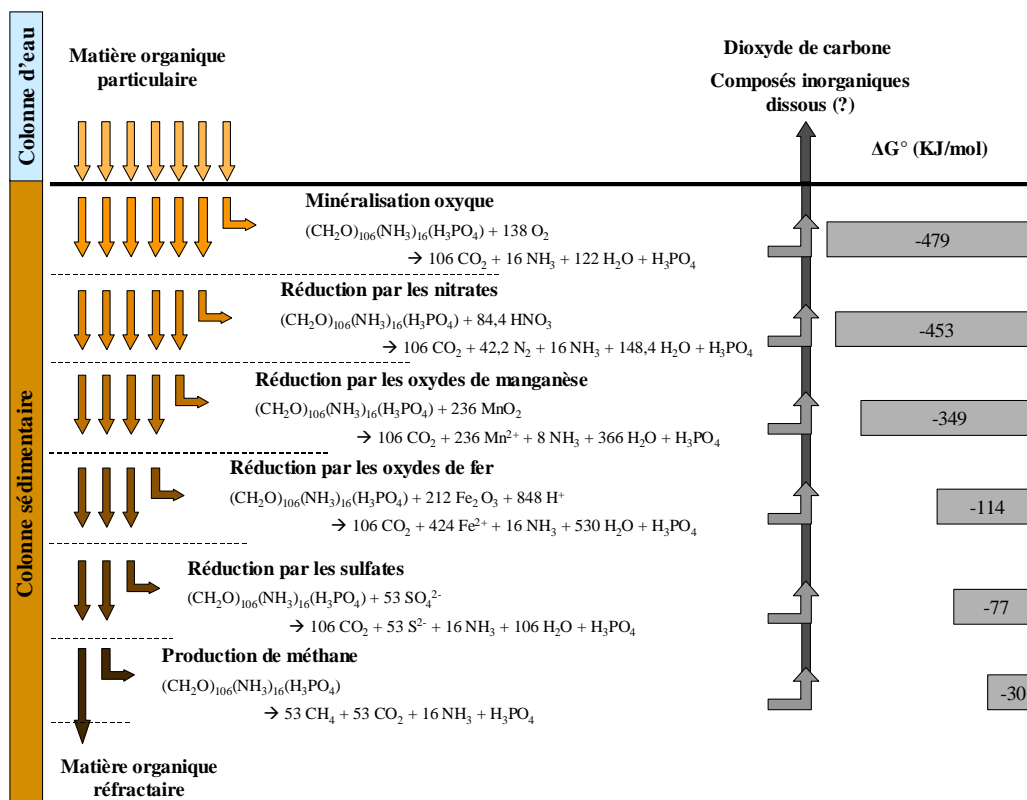 Colonne d'eau
Matière organique
particulaire
Dioxyde de carbone
Composés inorganiques
dissous (?)
ΔG° (KJ/mol)
Colonne sédimentaire
Minéralisation oxyque
(CH₂O)₁₀₆(NH₃)₁₆(H₃PO₄) + 138 O₂
→ 106 CO₂ + 16 NH₃ + 122 H₂O + H₃PO₄
-479
Réduction par les nitrates
(CH₂O)₁₀₆(NH₃)₁₆(H₃PO₄) + 84,4 HNO₃
→ 106 CO₂ + 42,2 N₂ + 16 NH₃ + 148,4 H₂O + H₃PO₄
-453
Réduction par les oxydes de manganèse
(CH₂O)₁₀₆(NH₃)₁₆(H₃PO₄) + 236 MnO₂
→ 106 CO₂ + 236 Mn²⁺ + 8 NH₃ + 366 H₂O + H₃PO₄
-349
Réduction par les oxydes de fer
(CH₂O)₁₀₆(NH₃)₁₆(H₃PO₄) + 212 Fe₂ O₃ + 848 H⁺
→ 106 CO₂ + 424 Fe²⁺ + 16 NH₃ + 530 H₂O + H₃PO₄
-114
Réduction par les sulfates
(CH₂O)₁₀₆(NH₃)₁₆(H₃PO₄) + 53 SO₄²⁻
→ 106 CO₂ + 53 S²⁻ + 16 NH₃ + 106 H₂O + H₃PO₄
-77
Production de méthane
(CH₂O)₁₀₆(NH₃)₁₆(H₃PO₄)
→ 53 CH₄ + 53 CO₂ + 16 NH₃ + H₃PO₄
-30
Matière organique
réfractaire